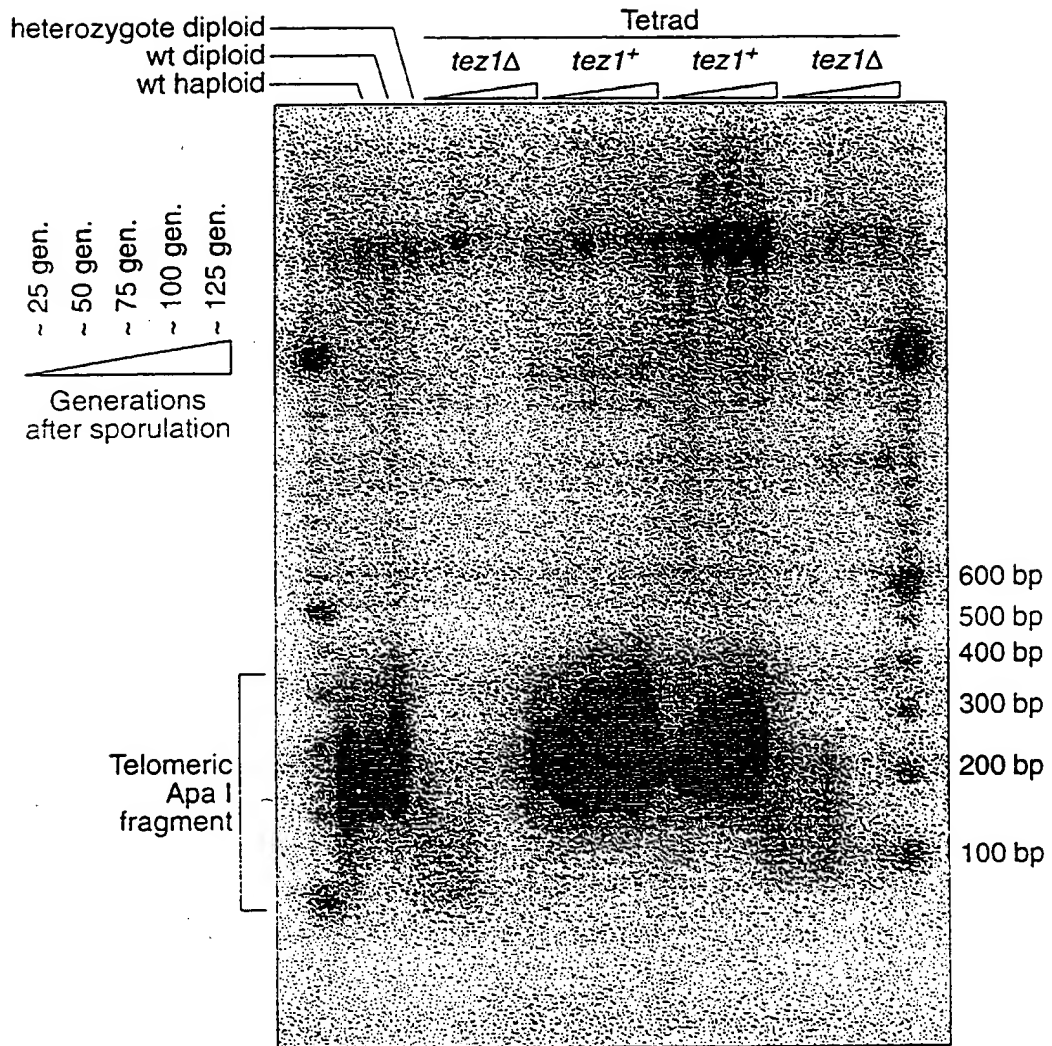 heterozygote diploid
wt diploid
wt haploid
Tetrad
tez1Δ tez1+ tez1+ tez1Δ
~ 25 gen.
~ 50 gen.
~ 75 gen.
~ 100 gen.
~ 125 gen.
Generations
after sporulation
600 bp
500 bp
400 bp
300 bp
200 bp
100 bp
Telomeric
Apa I
fragment